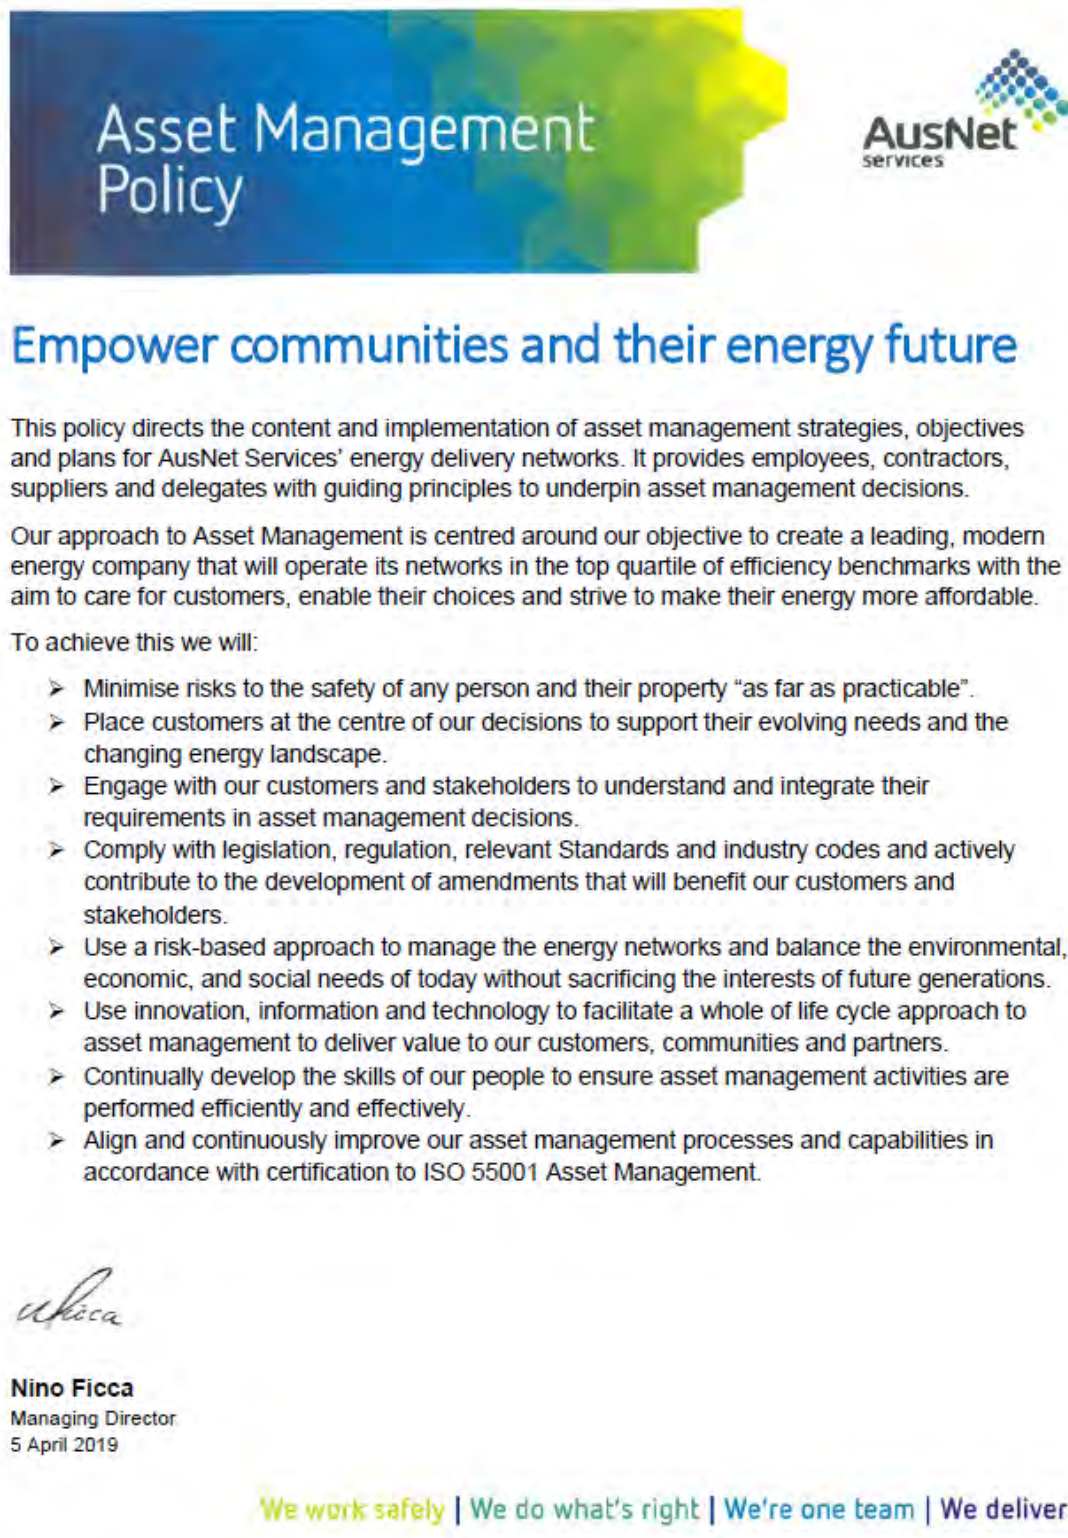 Asset Management
Policy
AusNet
services
Empower communities and their energy future
This policy directs the content and implementation of asset management strategies, objectives
and plans for AusNet Services' energy delivery networks. It provides employees, contractors,
suppliers and delegates with guiding principles to underpin asset management decisions.
Our approach to Asset Management is centred around our objective to create a leading, modern
energy company that will operate its networks in the top quartile of efficiency benchmarks with the
aim to care for customers, enable their choices and strive to make their energy more affordable.
To achieve this we will:
➢ Minimise risks to the safety of any person and their property "as far as practicable".
➢ Place customers at the centre of our decisions to support their evolving needs and the
changing energy landscape.
➢ Engage with our customers and stakeholders to understand and integrate their
requirements in asset management decisions.
➢ Comply with legislation, regulation, relevant Standards and industry codes and actively
contribute to the development of amendments that will benefit our customers and
stakeholders.
➢ Use a risk-based approach to manage the energy networks and balance the environmental,
economic, and social needs of today without sacrificing the interests of future generations.
➢ Use innovation, information and technology to facilitate a whole of life cycle approach to
asset management to deliver value to our customers, communities and partners.
➢ Continually develop the skills of our people to ensure asset management activities are
performed efficiently and effectively.
➢ Align and continuously improve our asset management processes and capabilities in
accordance with certification to ISO 55001 Asset Management.
Nino Ficca
Managing Director
5 April 2019
We work safely | We do what's right | We're one team | We deliver